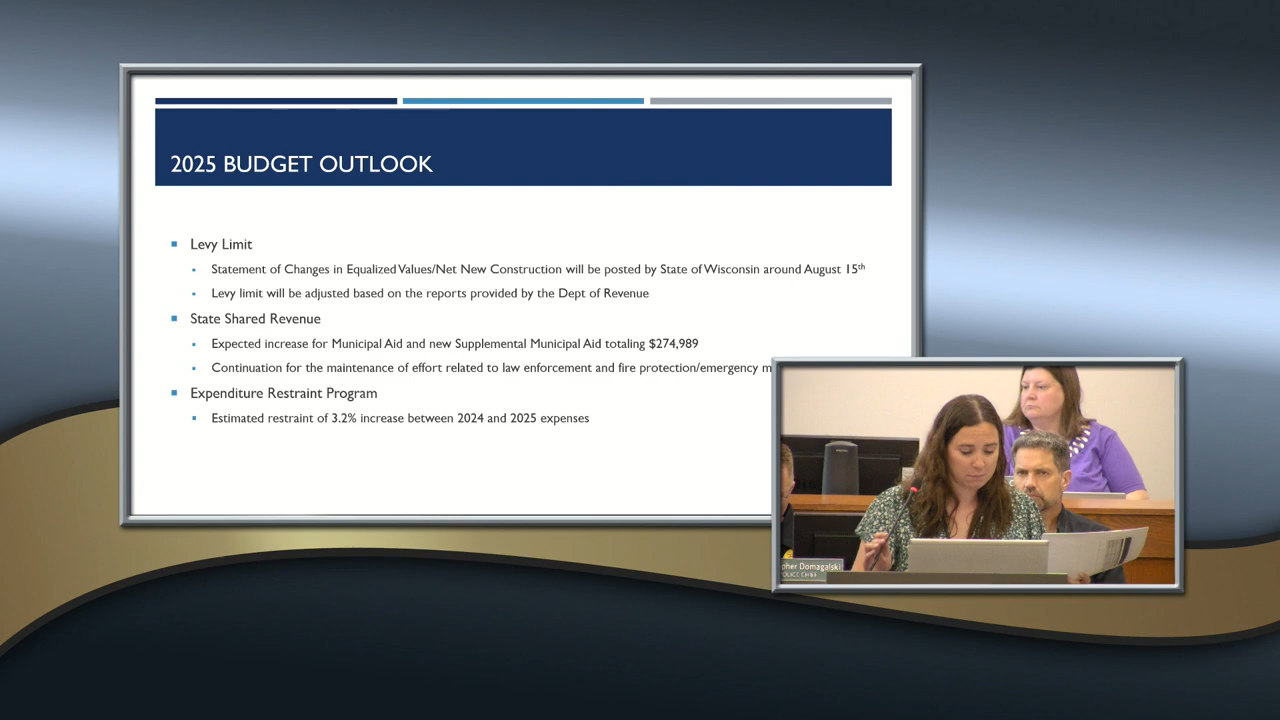 2025 BUDGET OUTLOOK
Levy Limit
Statement of Changes in Equalized Values/Net New Construction will be posted by State of Wisconsin around August 15th
Levy limit will be adjusted based on the reports provided by the Dept of Revenue
State Shared Revenue
Expected increase for Municipal Aid and new Supplemental Municipal Aid totaling $274,989
Continuation for the maintenance of effort related to law enforcement and fire protection/emergency
Expenditure Restraint Program
Estimated restraint of 3.2% increase between 2024 and 2025 expenses
Domagalski
POLICE CHIEF